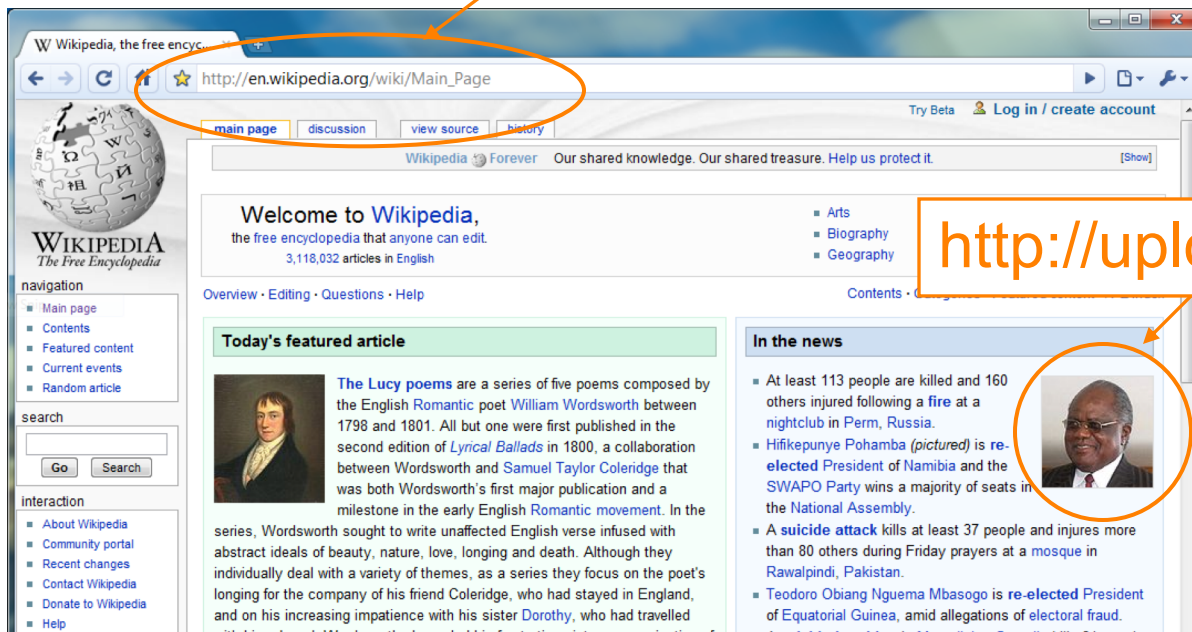 W Wikipedia, the free encyc...
http://en.wikipedia.org/wiki/Main_Page
Try Beta Log in / create account
main page discussion view source history
Wikipedia Forever Our shared knowledge. Our shared treasure. Help us protect it. [Show]
WIKIPEDIA
The Free Encyclopedia
navigation
Main page
Contents
Featured content
Current events
Random article
search
Go Search
interaction
About Wikipedia
Community portal
Recent changes
Contact Wikipedia
Donate to Wikipedia
Help
Welcome to Wikipedia,
the free encyclopedia that anyone can edit.
3,118,032 articles in English
Arts
Biography
Geography
http://uplo
Overview · Editing · Questions · Help
Contents ·
Today's featured article
The Lucy poems are a series of five poems composed by
the English Romantic poet William Wordsworth between
1798 and 1801. All but one were first published in the
second edition of Lyrical Ballads in 1800, a collaboration
between Wordsworth and Samuel Taylor Coleridge that
was both Wordsworth's first major publication and a
milestone in the early English Romantic movement. In the
series, Wordsworth sought to write unaffected English verse infused with
abstract ideals of beauty, nature, love, longing and death. Although they
individually deal with a variety of themes, as a series they focus on the poet's
longing for the company of his friend Coleridge, who had stayed in England,
and on his increasing impatience with his sister Dorothy, who had travelled
In the news
At least 113 people are killed and 160
others injured following a fire at a
nightclub in Perm, Russia.
Hifikepunye Pohamba (pictured) is re-
elected President of Namibia and the
SWAPO Party wins a majority of seats in
the National Assembly.
A suicide attack kills at least 37 people and injures more
than 80 others during Friday prayers at a mosque in
Rawalpindi, Pakistan.
Teodoro Obiang Nguema Mbasogo is re-elected President
of Equatorial Guinea, amid allegations of electoral fraud.